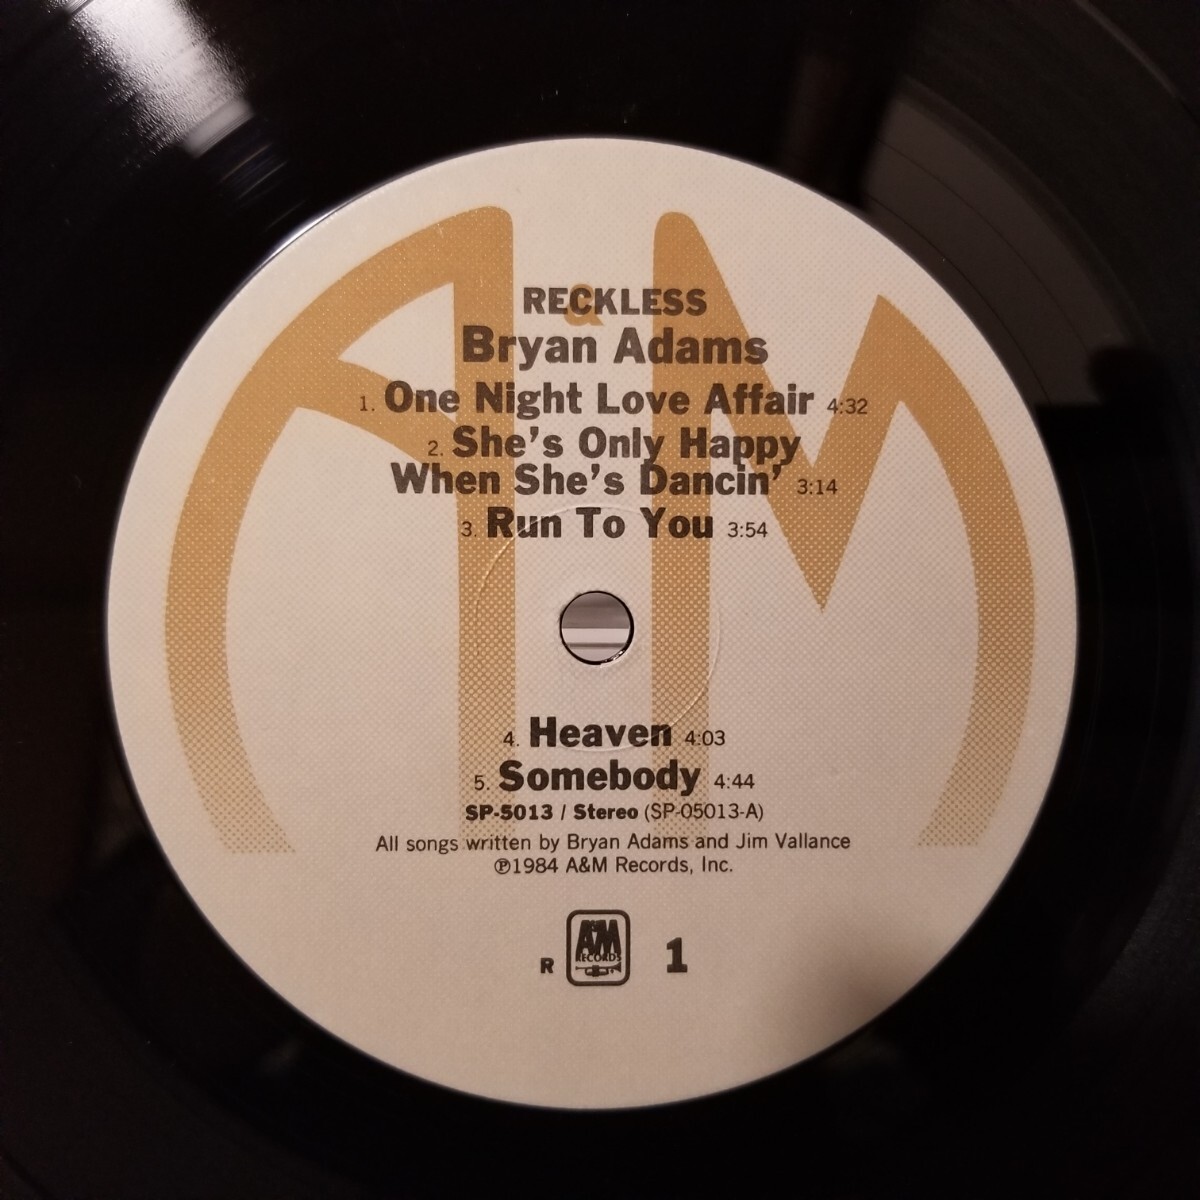 RECKLESS
Bryan Adams
1. One Night Love Affair 4:32
2. She's Only Happy
When She's Dancin' 3:14
3. Run To You 3:54
4. Heaven 4:03
5. Somebody 4:44
SP-5013 / Stereo (SP-05013-A)
All songs written by Bryan Adams and Jim Vallance
℗1984 A&M Records, Inc.
R A&M RECORDS 1
A&M